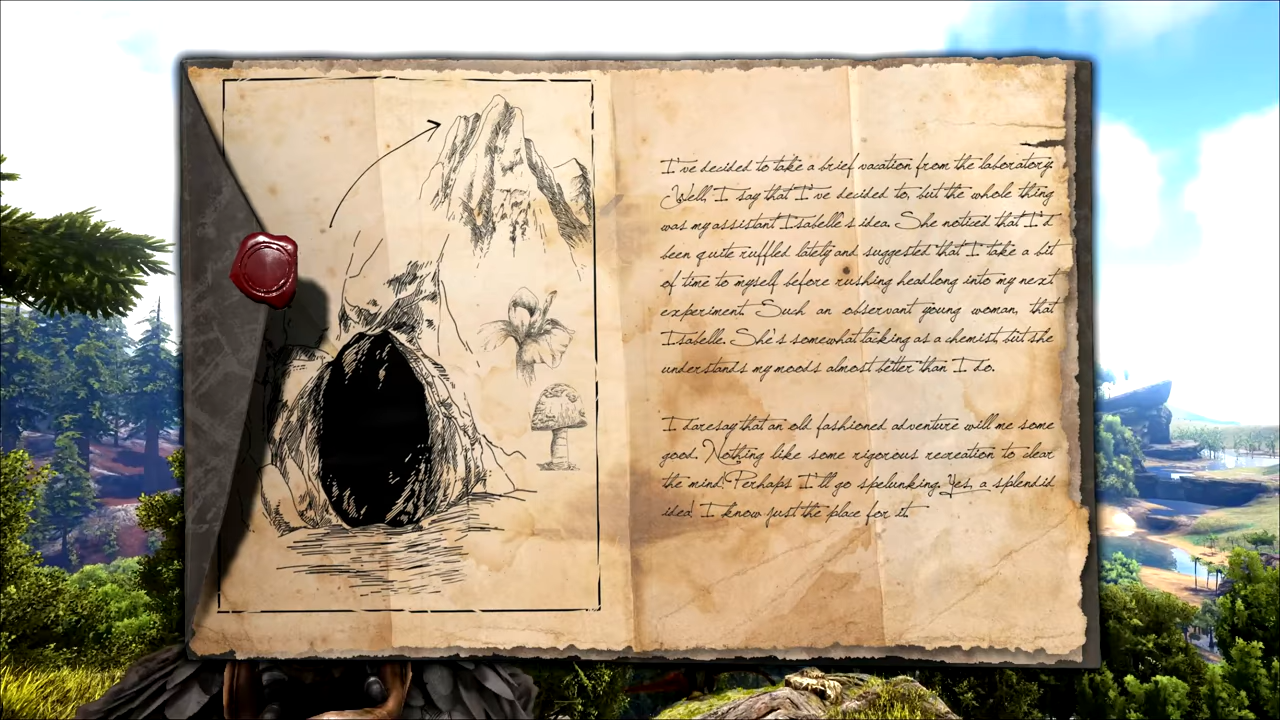 I've decided to take a brief vacation from the laboratory.
Well, I say that I've decided to, but the whole thing
was my assistant Isabelle's idea. She noticed that I'd
been quite ruffled lately and suggested that I take a bit
of time to myself before rushing headlong into my next
experiment. Such an observant young woman, that
Isabelle. She's somewhat lacking as a chemist, but she
understands my moods almost better than I do.
I daresay that an old fashioned adventure will me some
good. Nothing like some rigorous recreation to clear
the mind! Perhaps I'll go spelunking. Yes, a splendid
idea! I know just the place for it.